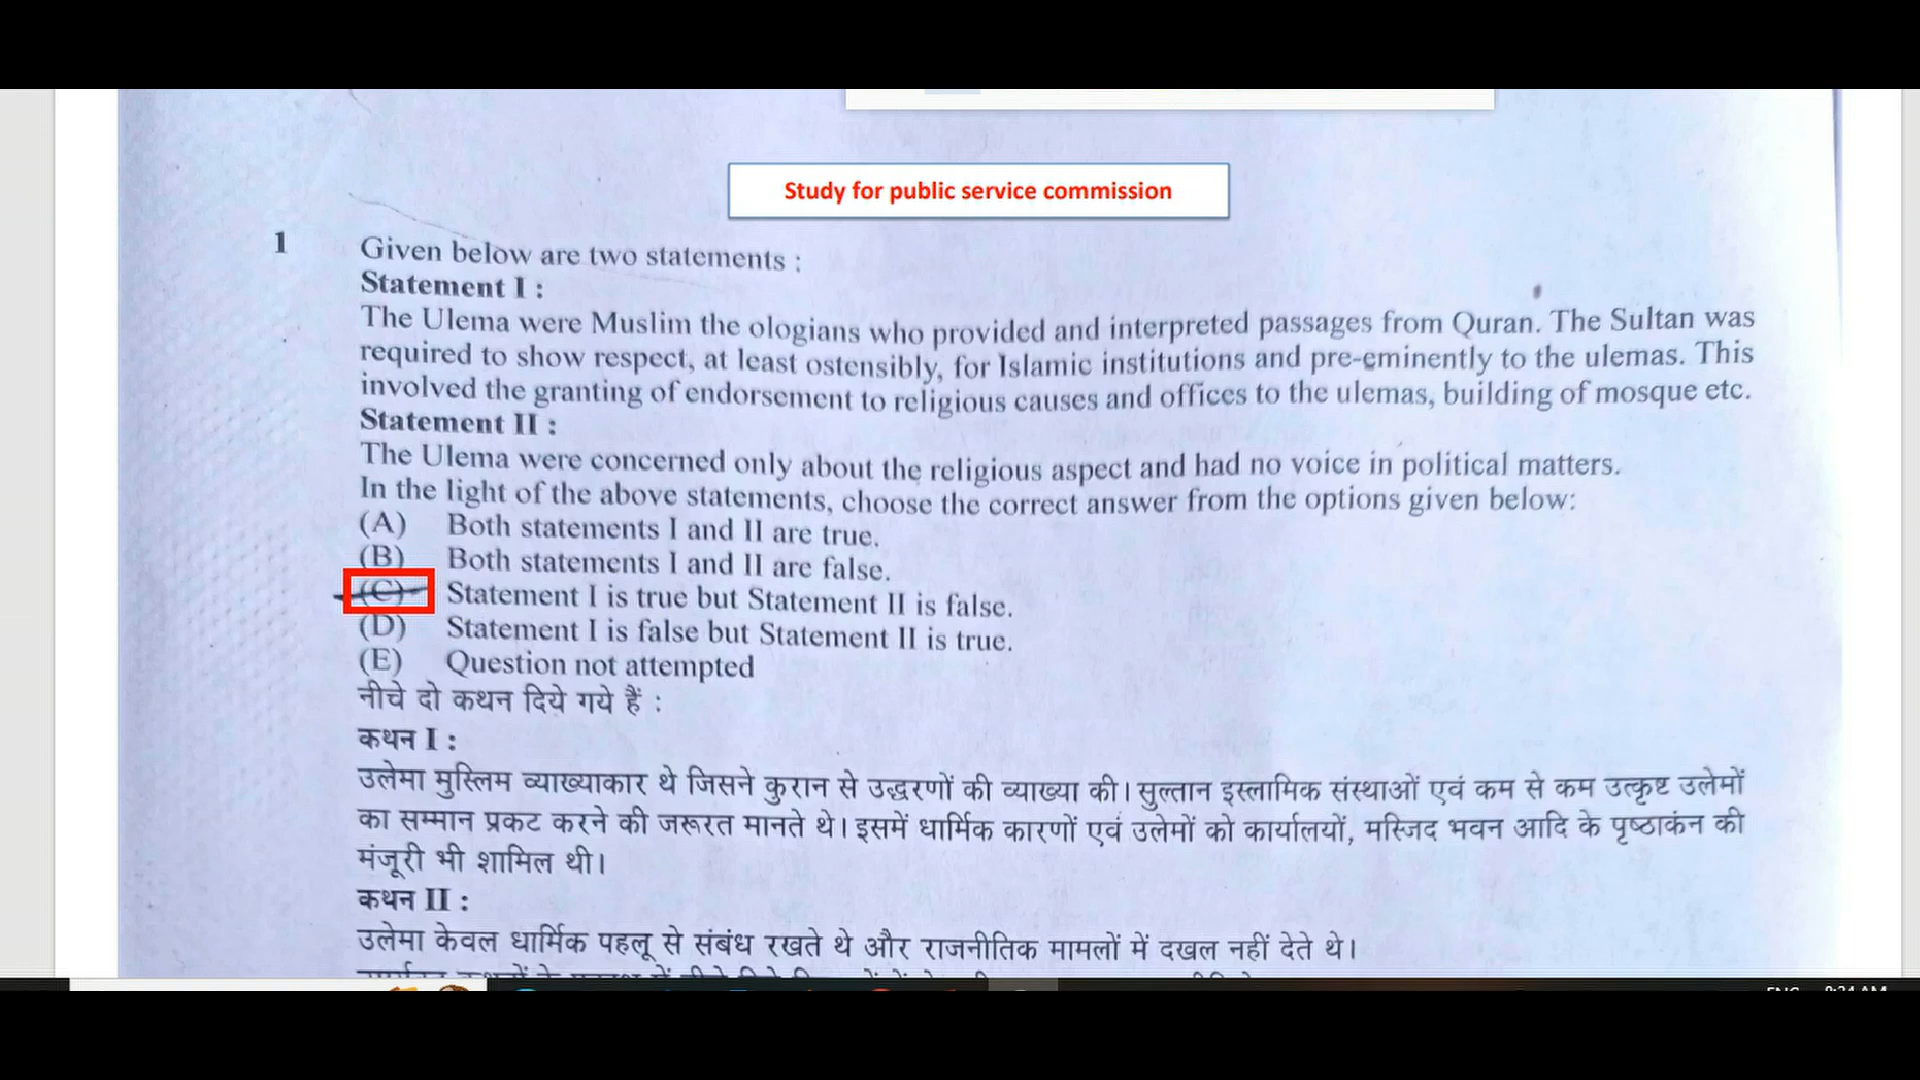 Study for public service commission
1 Given below are two statements :
Statement I :
The Ulema were Muslim the ologians who provided and interpreted passages from Quran. The Sultan was
required to show respect, at least ostensibly, for Islamic institutions and pre-eminently to the ulemas. This
involved the granting of endorsement to religious causes and offices to the ulemas, building of mosque etc.
Statement II :
The Ulema were concerned only about the religious aspect and had no voice in political matters.
In the light of the above statements, choose the correct answer from the options given below:
(A) Both statements I and II are true.
(B) Both statements I and II are false.
(C) Statement I is true but Statement II is false.
(D) Statement I is false but Statement II is true.
(E) Question not attempted
नीचे दो कथन दिये गये हैं :
कथन I :
उलेमा मुस्लिम व्याख्याकार थे जिसने कुरान से उद्धरणों की व्याख्या की। सुल्तान इस्लामिक संस्थाओं एवं कम से कम उत्कृष्ट उलेमों
का सम्मान प्रकट करने की जरूरत मानते थे। इसमें धार्मिक कारणों एवं उलेमों को कार्यालयों, मस्जिद भवन आदि के पृष्ठाकंन की
मंजूरी भी शामिल थी।
कथन II :
उलेमा केवल धार्मिक पहलू से संबंध रखते थे और राजनीतिक मामलों में दखल नहीं देते थे।